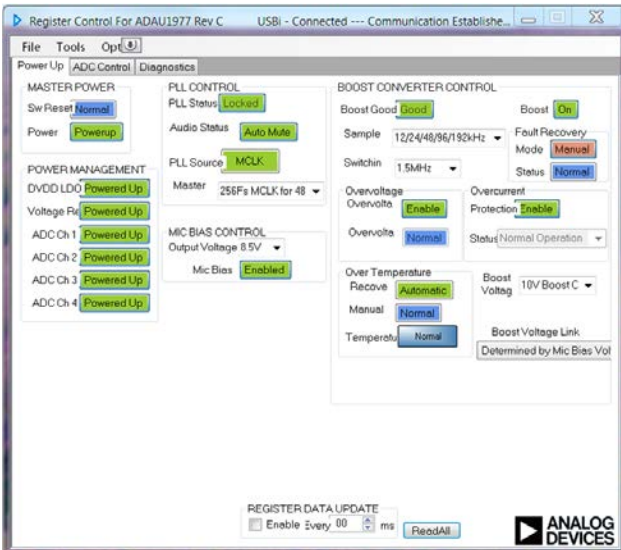 Register Control For ADAU1977 Rev C USBi - Connected --- Communication Establishe...
File Tools Opt
Power Up ADC Control Diagnostics
MASTER POWER
Sw Reset Normal
Power Powerup
POWER MANAGEMENT
DVDD LDO Powered Up
Voltage Re Powered Up
ADC Ch 1 Powered Up
ADC Ch 2 Powered Up
ADC Ch 3 Powered Up
ADC Ch 4 Powered Up
PLL CONTROL
PLL Status Locked
Audio Status Auto Mute
PLL Source MCLK
Master 256Fs MCLK for 48
MIC BIAS CONTROL
Output Voltage 8.5V
Mic Bias Enabled
BOOST CONVERTER CONTROL
Boost Good Good Boost On
Sample 12/24/48/96/192kHz
Switchin 1.5MHz
Fault Recovery
Mode Manual
Status Normal
Overvoltage
Overvolta Enable
Overvolta Normal
Overcurrent
Protection Enable
Status Normal Operation
Over Temperature
Recove Automatic
Manual Normal
Temperatu Normal
Boost
Voltag 10V Boost C
Boost Voltage Link
Determined by Mic Bias Vol
REGISTER DATA UPDATE
Enable Every 00 ms ReadAll
ANALOG
DEVICES